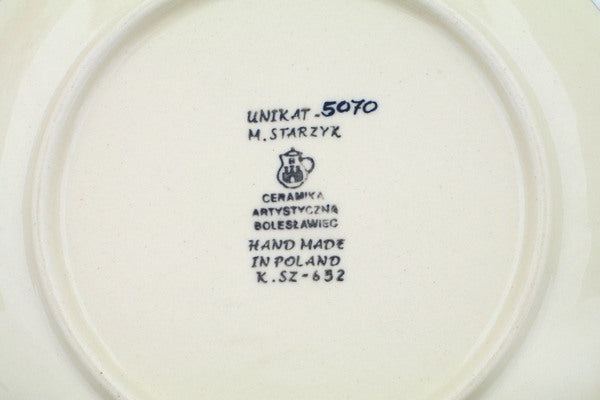 UNIKAT-5070
M.STARZYK
CERAMIKA
ARTYSTYCZNA
BOLESŁAWIEC
HAND MADE
IN POLAND
K.SZ-652